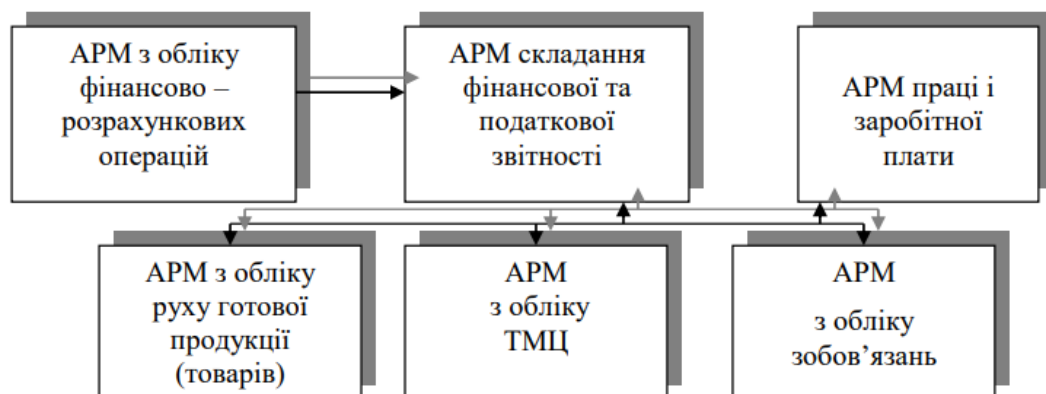 АРМ з обліку
фінансово –
розрахункових
операцій
АРМ складання
фінансової та
податкової
звітності
АРМ праці і
заробітної
плати
АРМ з обліку
руху готової
продукції
(товарів)
АРМ
з обліку
ТМЦ
АРМ
з обліку
зобов’язань